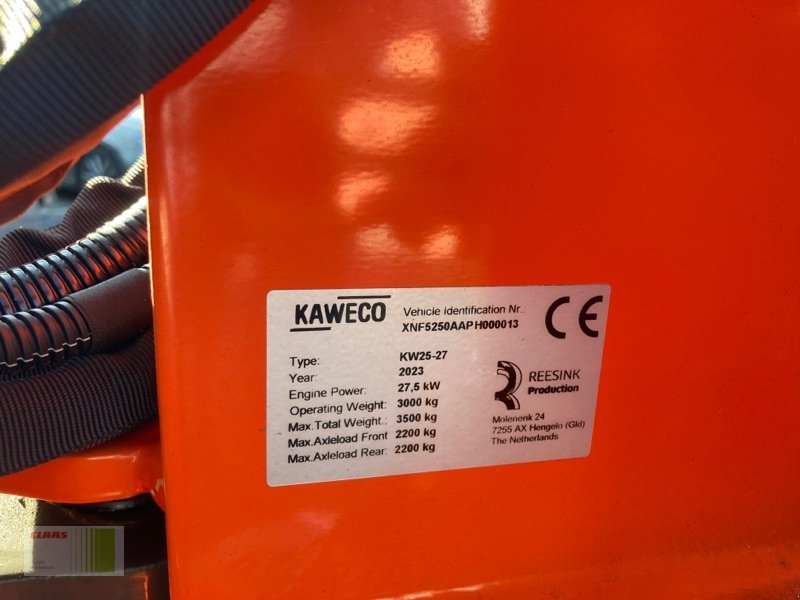 KAWECO
Vehicle Identification Nr.:
XNF5250AAPH000013
CE
Type: KW25-27
Year: 2023
Engine Power: 27,5 kW
Operating Weight: 3000 kg
Max.Total Weight.: 3500 kg
Max.Axleload Front 2200 kg
Max.Axleload Rear: 2200 kg
REESINK
Production
Molenenk 24
7255 AX Hengelo (Gld)
The Netherlands
CLAAS